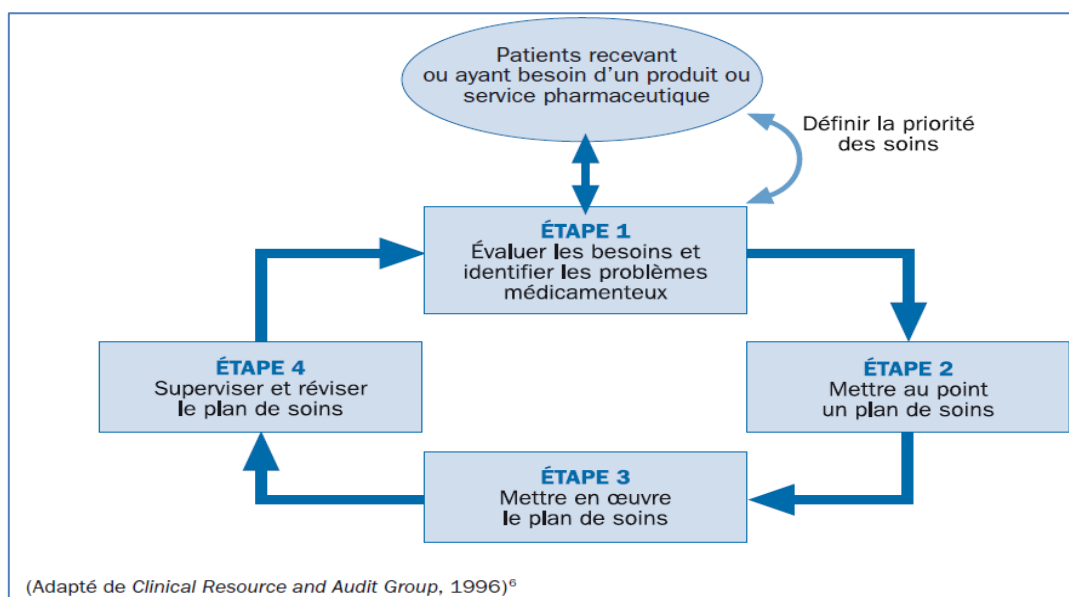 Patients recevant
ou ayant besoin d'un produit ou
service pharmaceutique
Définir la priorité
des soins
ÉTAPE 1
Évaluer les besoins et
identifier les problèmes
médicamenteux
ÉTAPE 4
Superviser et réviser
le plan de soins
ÉTAPE 2
Mettre au point
un plan de soins
ÉTAPE 3
Mettre en œuvre
le plan de soins
(Adapté de Clinical Resource and Audit Group, 1996)⁶